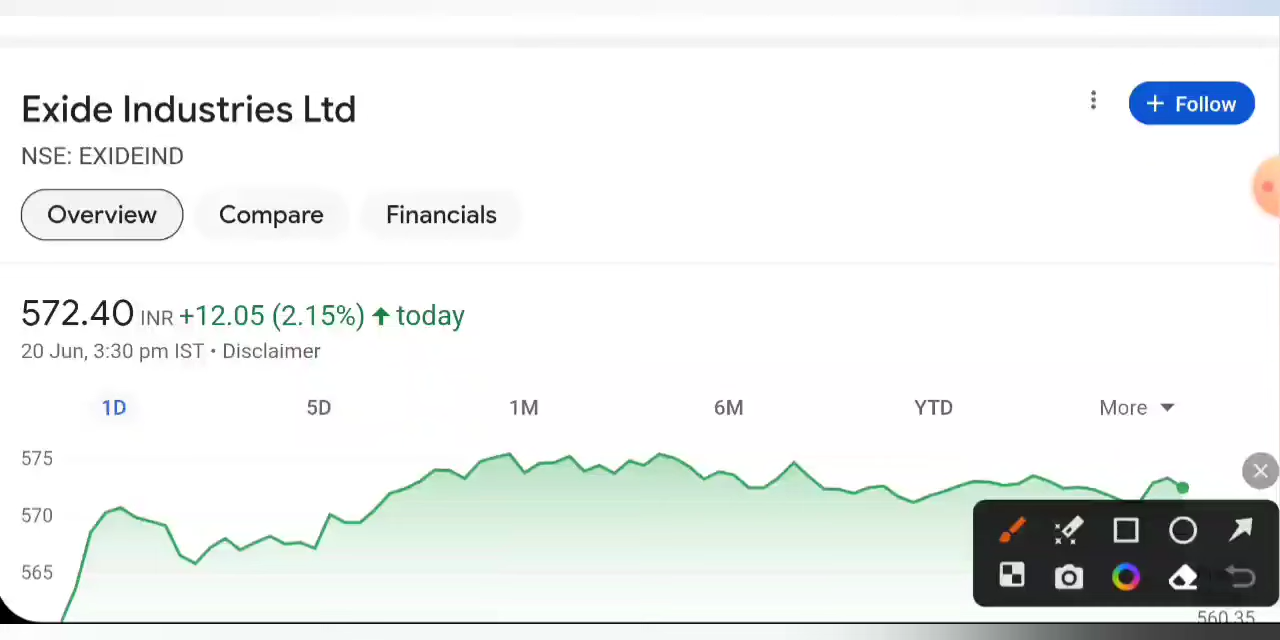 Exide Industries Ltd
+ Follow
NSE: EXIDEIND
Overview Compare Financials
572.40 INR +12.05 (2.15%) ↑ today
20 Jun, 3:30 pm IST • Disclaimer
1D 5D 1M 6M YTD More
575
570
565
560.35